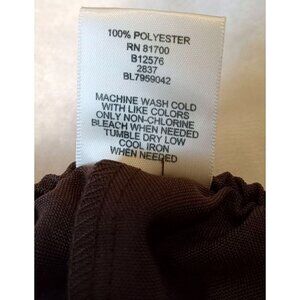 100% POLYESTER
RN 81700
B12576
2837
BL7959042
MACHINE WASH COLD
WITH LIKE COLORS
ONLY NON-CHLORINE
BLEACH WHEN NEEDED
TUMBLE DRY LOW
COOL IRON
WHEN NEEDED